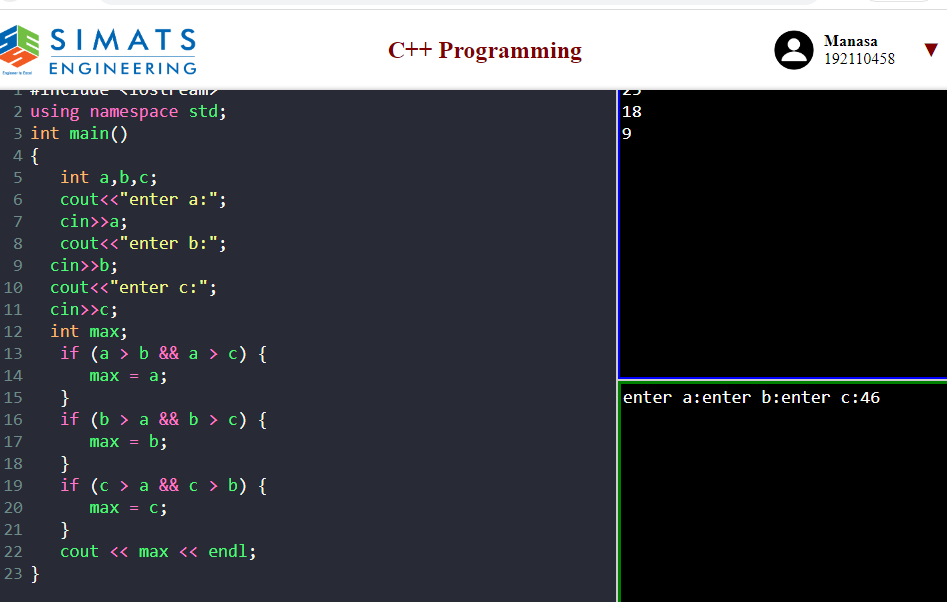 SIMATS
ENGINEERING
Engineer to Excel
C++ Programming
Manasa
192110458
▼
1 #include <iostream>
2 using namespace std;
3 int main()
4 {
5 int a,b,c;
6 cout<<"enter a:";
7 cin>>a;
8 cout<<"enter b:";
9 cin>>b;
10 cout<<"enter c:";
11 cin>>c;
12 int max;
13 if (a > b && a > c) {
14 max = a;
15 }
16 if (b > a && b > c) {
17 max = b;
18 }
19 if (c > a && c > b) {
20 max = c;
21 }
22 cout << max << endl;
23 }
18
9
enter a:enter b:enter c:46